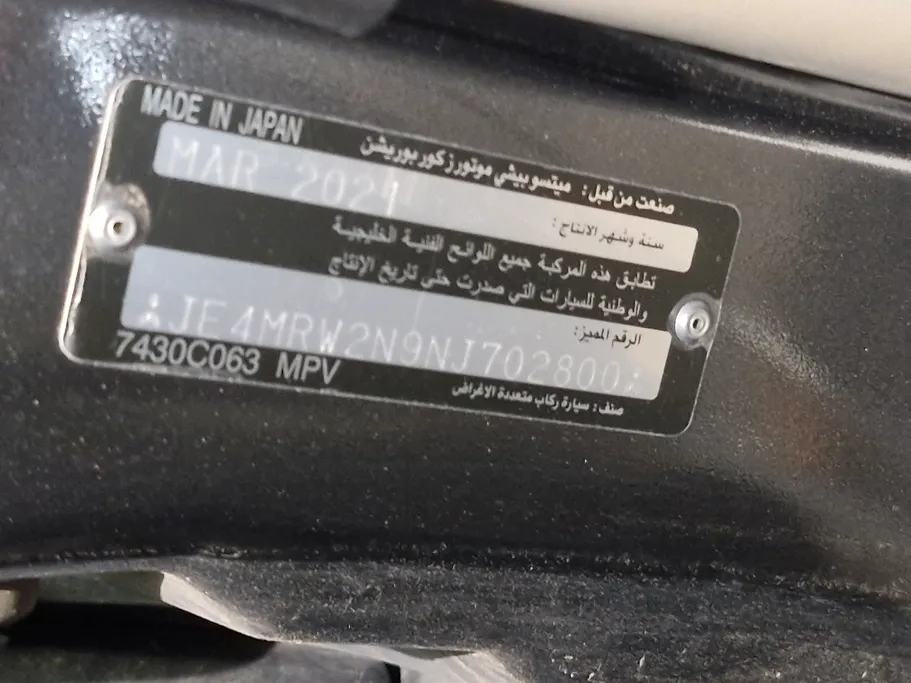 MADE IN JAPAN
صنعت من قبل: ميتسوبيشي موتورز كوربوريشن
سنة وشهر الانتاج:
MAR 202
تطابق هذه المركبة جميع اللوائح الفنية الخليجية
والوطنية للسيارات التي صدرت حتى تاريخ الإنتاج
الرقم المميز:
JE4MRW2N9NJ702800
7430C063 MPV
صنف: سيارة ركاب متعددة الاغراض